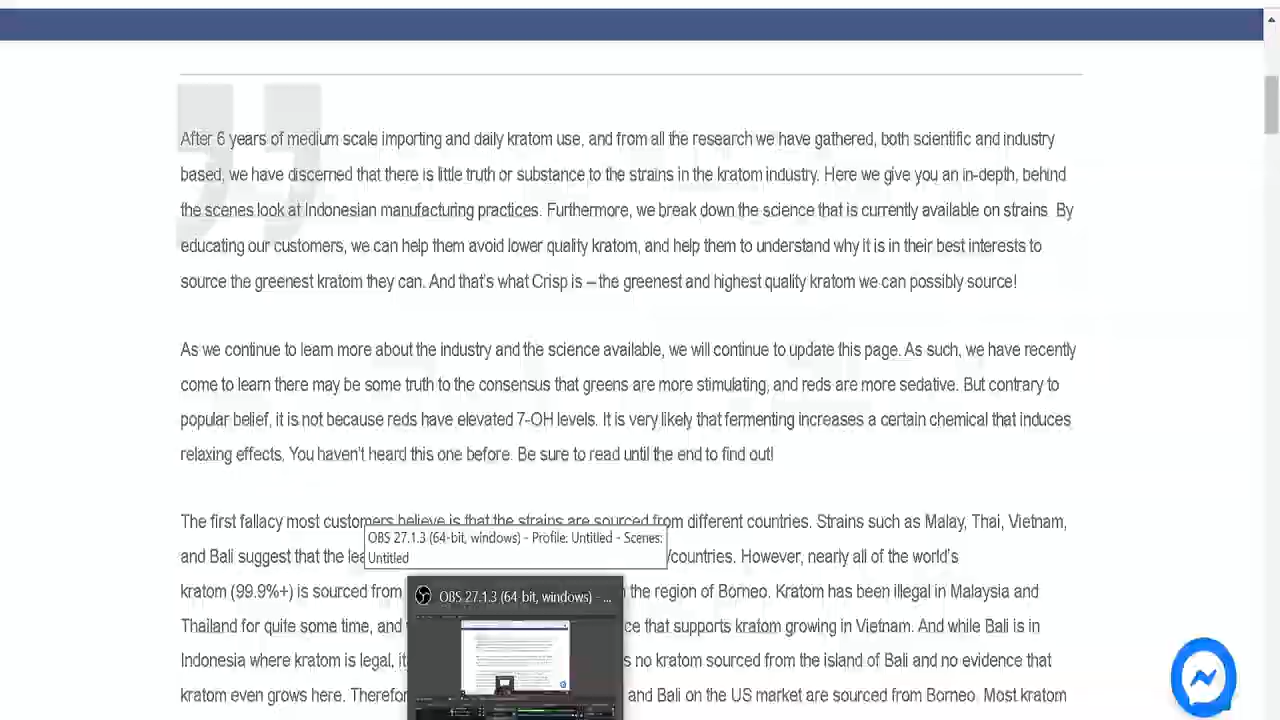 After 6 years of medium scale importing and daily kratom use, and from all the research we have gathered, both scientific and industry
based, we have discerned that there is little truth or substance to the strains in the kratom industry. Here we give you an in-depth, behind
the scenes look at Indonesian manufacturing practices. Furthermore, we break down the science that is currently available on strains By
educating our customers, we can help them avoid lower quality kratom, and help them to understand why it is in their best interests to
source the greenest kratom they can. And that's what Crisp is – the greenest and highest quality kratom we can possibly source!
As we continue to learn more about the industry and the science available, we will continue to update this page. As such, we have recently
come to learn there may be some truth to the consensus that greens are more stimulating, and reds are more sedative. But contrary to
popular belief, it is not because reds have elevated 7-OH levels. It is very likely that fermenting increases a certain chemical that induces
relaxing effects. You haven't heard this one before. Be sure to read until the end to find out!
The first fallacy most customers believe is that the strains are sourced from different countries. Strains such as Malay, Thai, Vietnam,
OBS 27.1.3 (64-bit, windows) - Profile: Untitled - Scenes:
Untitled
and Bali suggest that the /countries. However, nearly all of the world's
OBS 27.1.3 (64-bit, windows) - ...
kratom (99.9%+) is sourced from the region of Borneo. Kratom has been illegal in Malaysia and
Thailand for quite some time, and that supports kratom growing in Vietnam. And while Bali is in
Indonesia where kratom is legal, no kratom sourced from the island of Bali and no evidence that
kratom even grows here. and Bali on the US market are sourced from Borneo. Most kratom